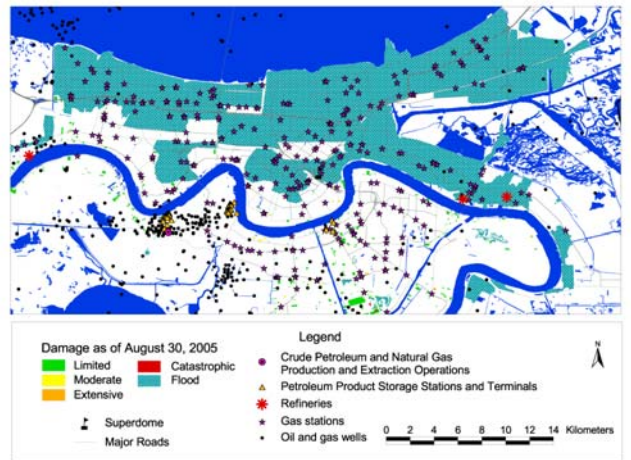 Damage as of August 30, 2005
Limited
Moderate
Extensive
Catastrophic
Flood
Superdome
Major Roads
Legend
Crude Petroleum and Natural Gas
Production and Extraction Operations
Petroleum Product Storage Stations and Terminals
Refineries
Gas stations
Oil and gas wells
N
0 2 4 6 8 10 12 14 Kilometers